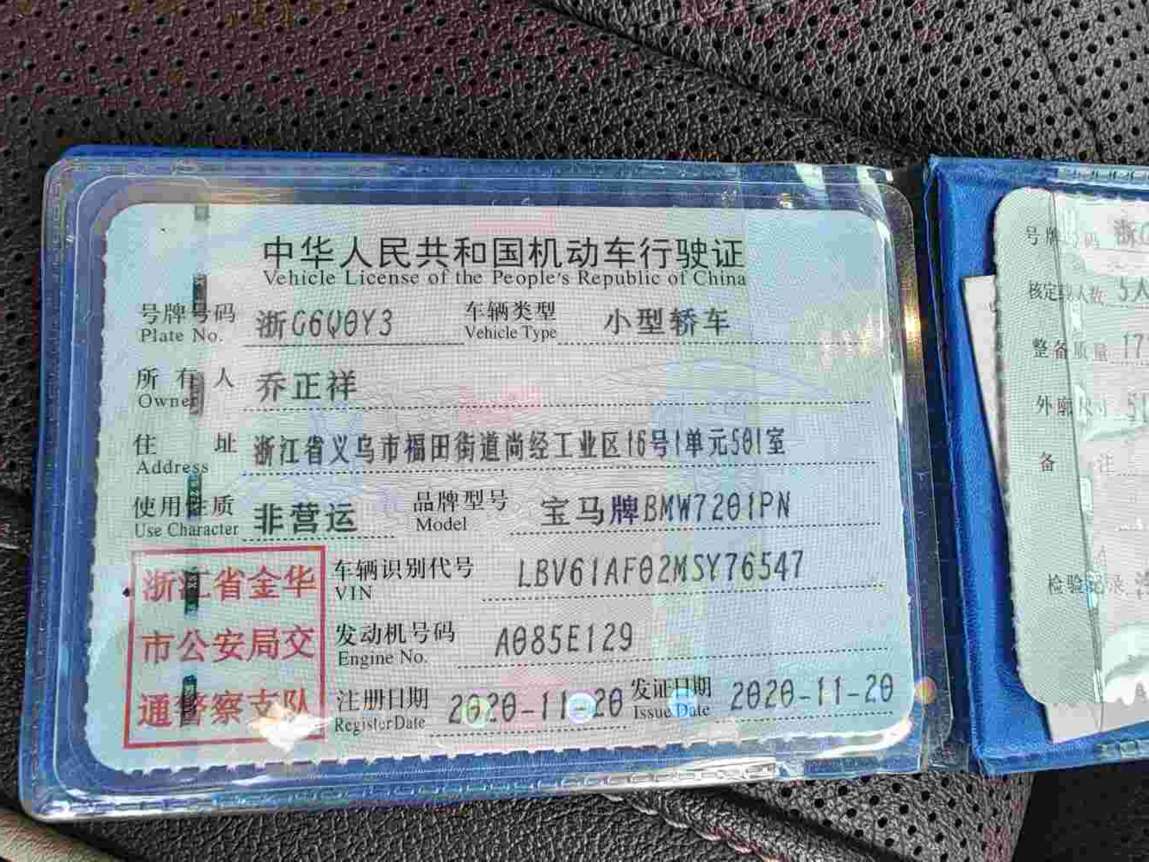 中华人民共和国机动车行驶证
Vehicle License of the People's Republic of China
号牌号码 浙G6Q0Y3 车辆类型 小型轿车
Plate No. Vehicle Type
所有人 乔正祥
Owner
住址 浙江省义乌市福田街道尚经工业区16号1单元501室
Address
使用性质 非营运 品牌型号 宝马牌BMW7201PN
Use Character Model
浙江省金华
市公安局交
通警察支队
车辆识别代号 LBV61AF02MSY76547
VIN
发动机号码 A085E129
Engine No.
注册日期 2020-11-20 发证日期 2020-11-20
Register Date Issue Date
号牌号码 浙G
核定载人数 5人
整备质量 17
外廓尺寸 51
备注
检验记录